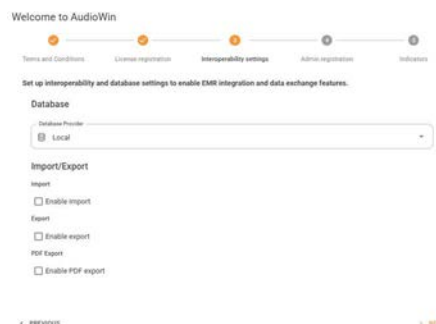 Welcome to AudioWin
Terms and Conditions
License registration
Interoperability settings
Admin registration
Indicators
Set up interoperability and database settings to enable EMR integration and data exchange features.
Database
Database Provider
Local
Import/Export
Import
Enable import
Export
Enable export
PDF Export
Enable PDF export
PREVIOUS